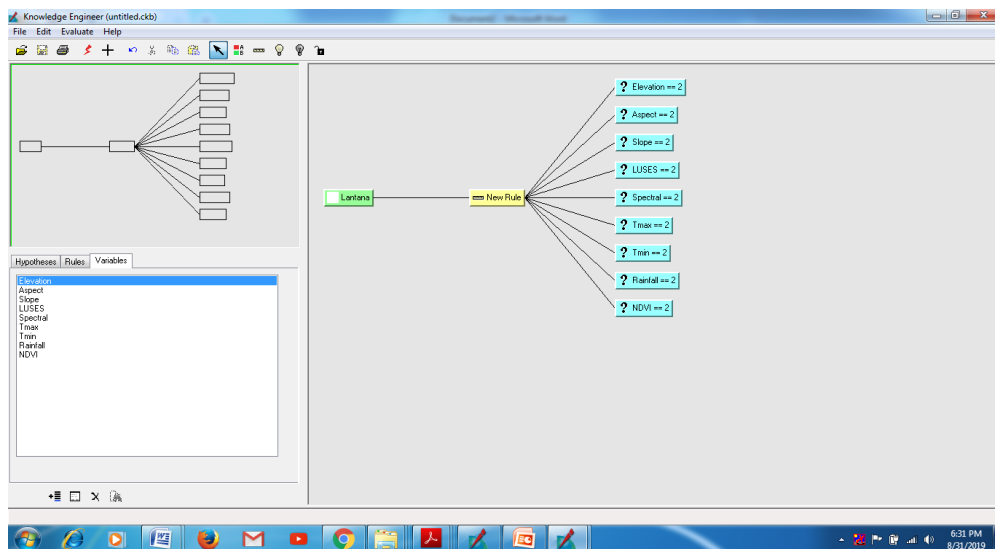 Knowledge Engineer (untitled.ckb)
File Edit Evaluate Help
Elevation == 2
Aspect == 2
Slope == 2
LUSES == 2
Lantana
New Rule
Spectral == 2
Tmax == 2
Tmin == 2
Rainfall == 2
NDVI == 2
Hypotheses Rules Variables
Elevation
Aspect
Slope
LUSES
Spectral
Tmax
Tmin
Rainfall
NDVI
6:31 PM
8/31/2019